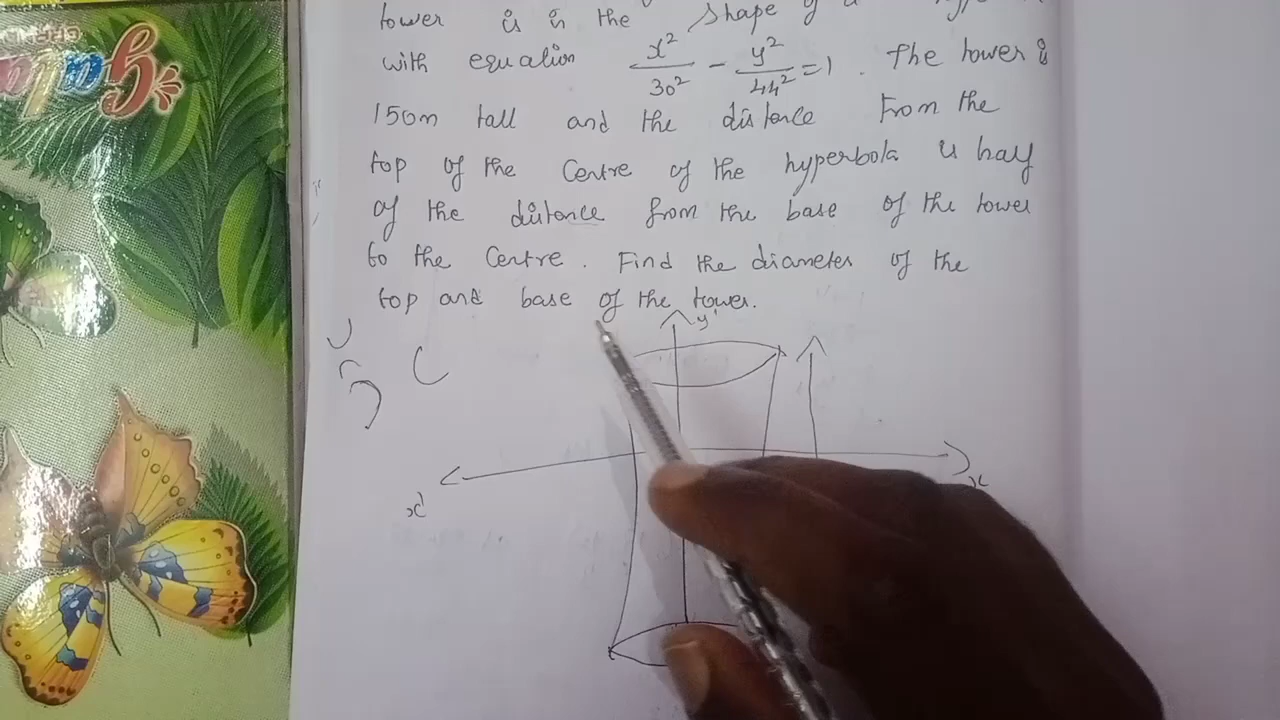 tower is in the shape of
with equation x²/30² - y²/44² = 1. The tower is
150m tall and the distance from the
top of the Centre of the hyperbola is half
of the distance from the base of the tower
to the Centre. Find the diameter of the
top and base of the tower.
y'
x'
x